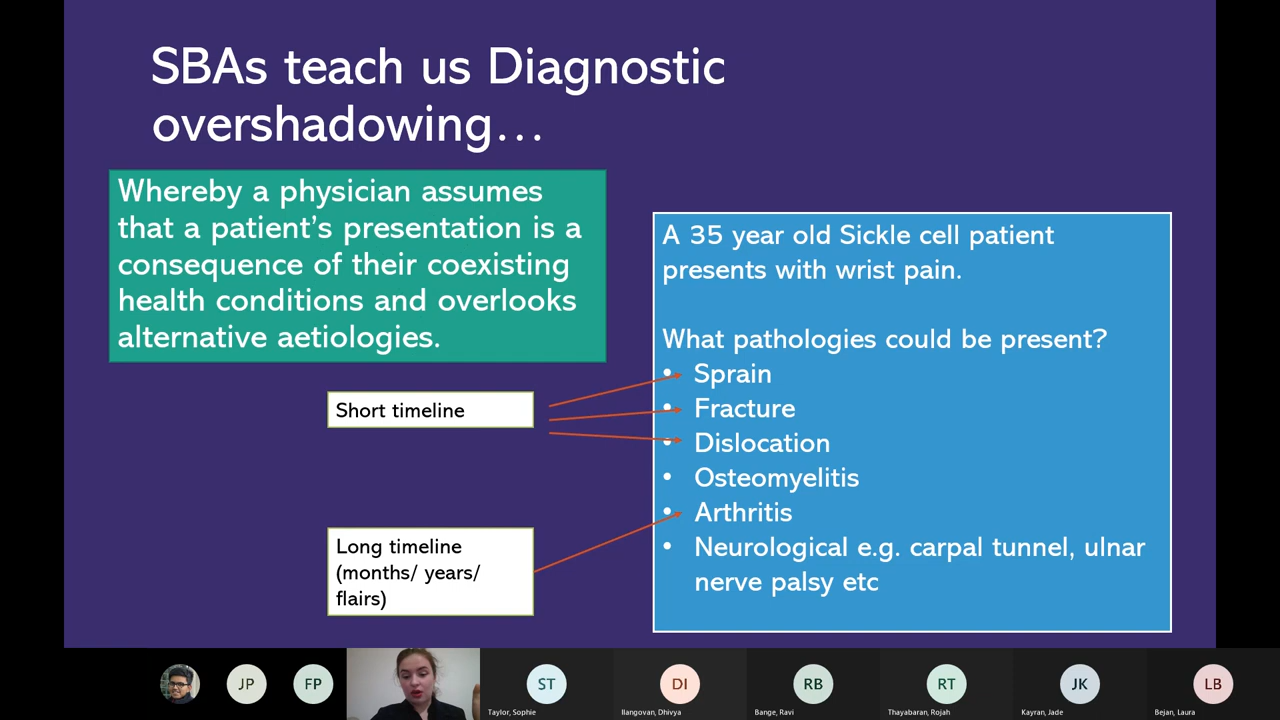 SBAs teach us Diagnostic
overshadowing…
Whereby a physician assumes
that a patient's presentation is a
consequence of their coexisting
health conditions and overlooks
alternative aetiologies.
A 35 year old Sickle cell patient
presents with wrist pain.
What pathologies could be present?
• Sprain
• Fracture
• Dislocation
• Osteomyelitis
• Arthritis
• Neurological e.g. carpal tunnel, ulnar
nerve palsy etc
Short timeline
Long timeline
(months/ years/
flairs)
JP
FP
ST
DI
RB
RT
JK
LB
Taylor, Sophie
Ilangovan, Dhivya
Bange, Ravi
Thayabaran, Rojah
Kayran, Jade
Bejan, Laura